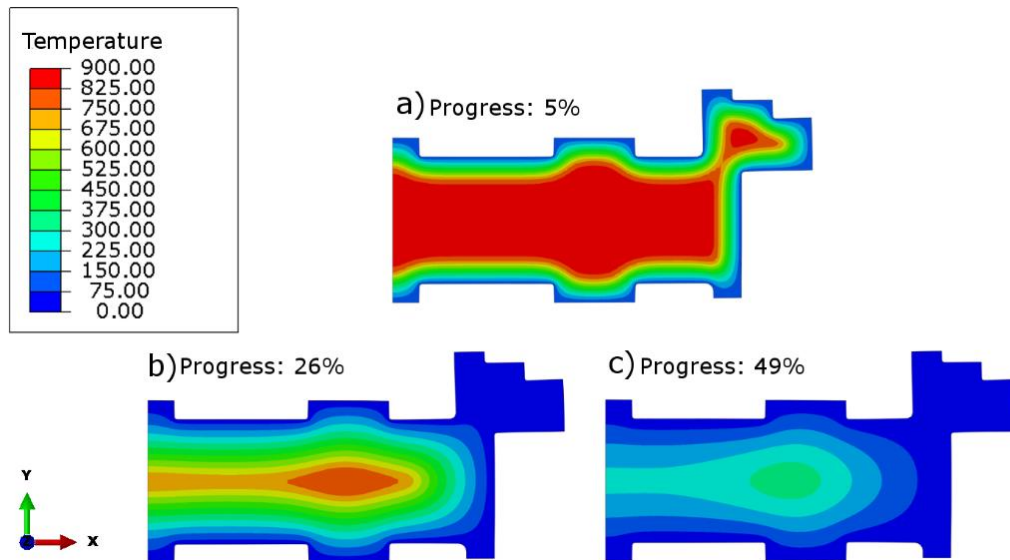 Temperature
900.00
825.00
750.00
675.00
600.00
525.00
450.00
375.00
300.00
225.00
150.00
75.00
0.00
a) Progress: 5%
b) Progress: 26%
c) Progress: 49%
Y
Z
X